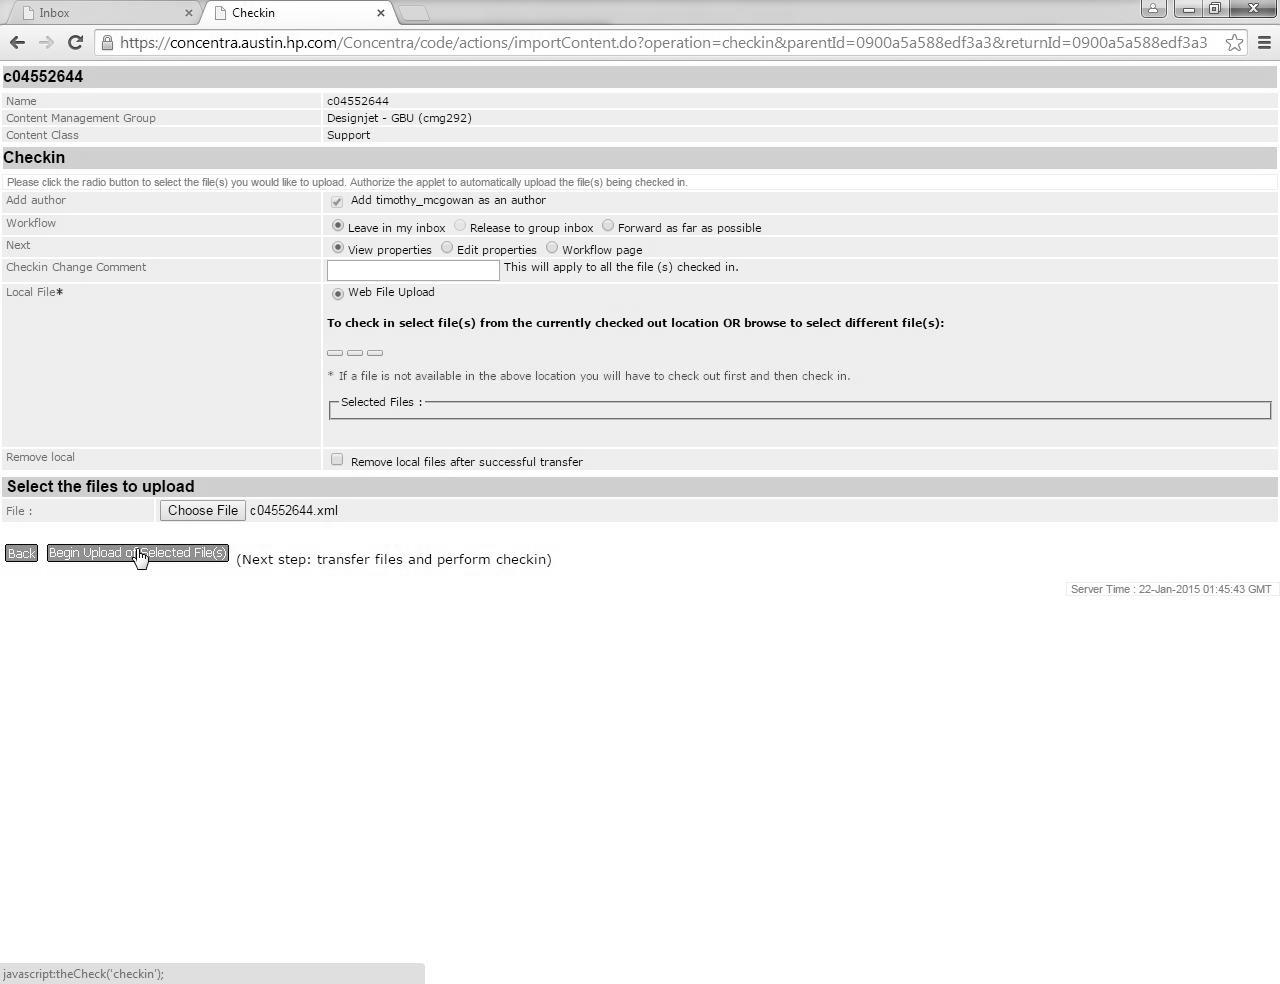 Inbox
Checkin
https://concentra.austin.hp.com/Concentra/code/actions/importContent.do?operation=checkin&parentId=0900a5a588edf3a3&returnId=0900a5a588edf3a3
c04552644
Name c04552644
Content Management Group Designjet - GBU (cmg292)
Content Class Support
Checkin
Please click the radio button to select the file(s) you would like to upload. Authorize the applet to automatically upload the file(s) being checked in.
Add author Add timothy_mcgowan as an author
Workflow Leave in my inbox Release to group inbox Forward as far as possible
Next View properties Edit properties Workflow page
Checkin Change Comment This will apply to all the file (s) checked in.
Local File* Web File Upload
To check in select file(s) from the currently checked out location OR browse to select different file(s):
* If a file is not available in the above location you will have to check out first and then check in.
Selected Files :
Remove local Remove local files after successful transfer
Select the files to upload
File : Choose File c04552644.xml
Back Begin Upload of Selected File(s) (Next step: transfer files and perform checkin)
Server Time : 22-Jan-2015 01:45:43 GMT
javascript:theCheck('checkin');